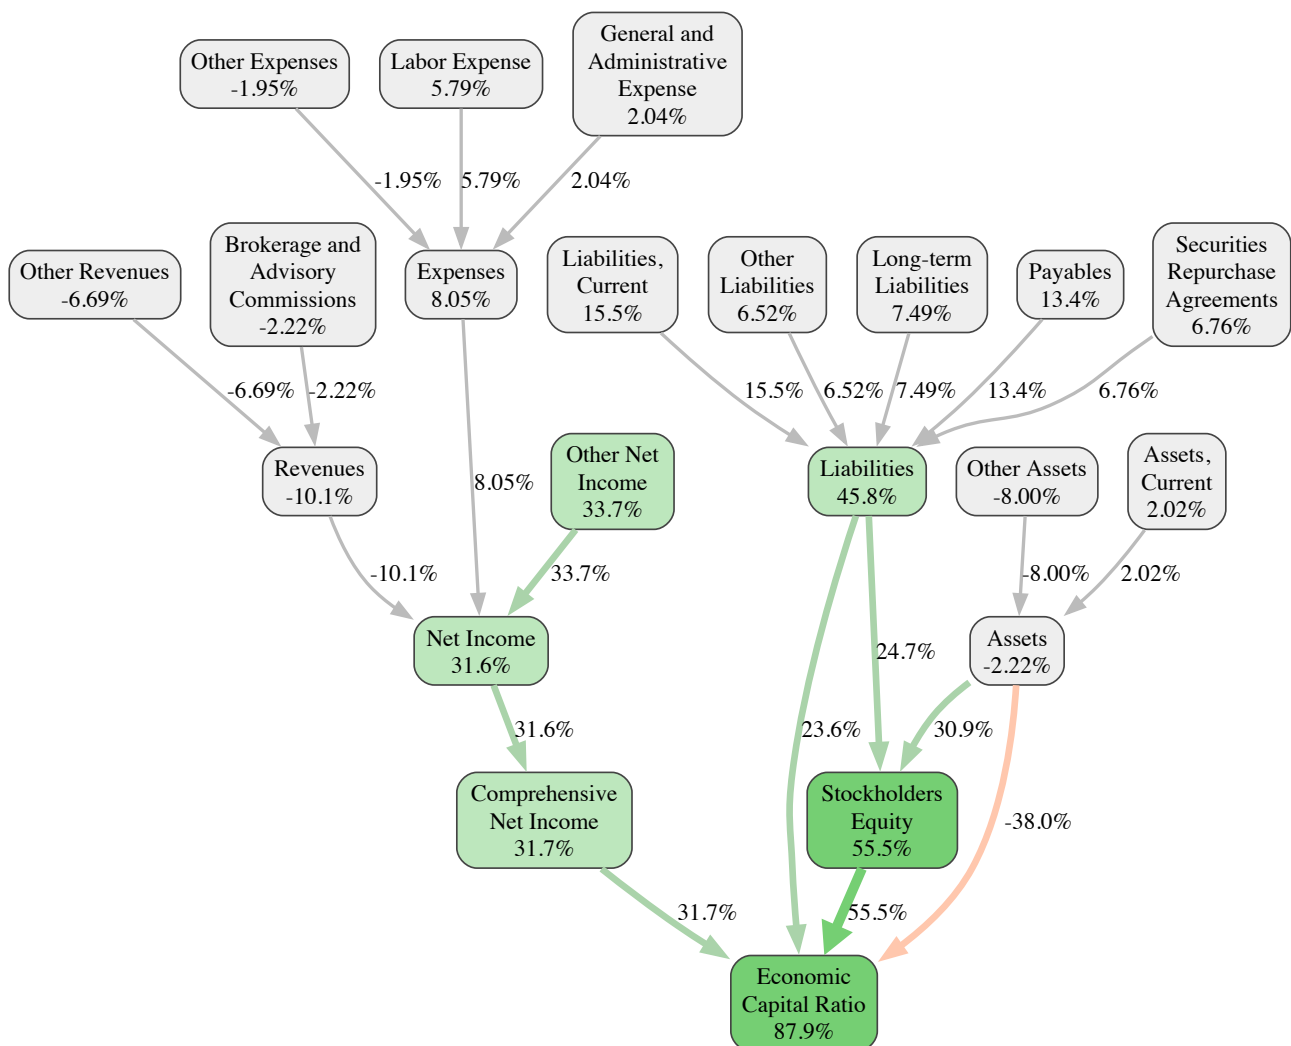 General and
Administrative
Expense
2.04%
Other Expenses
-1.95%
Labor Expense
5.79%
-1.95%
5.79%
2.04%
Other Revenues
-6.69%
Brokerage and
Advisory
Commissions
-2.22%
Expenses
8.05%
Liabilities,
Current
15.5%
Other
Liabilities
6.52%
Long-term
Liabilities
7.49%
Payables
13.4%
Securities
Repurchase
Agreements
6.76%
-6.69%
-2.22%
15.5%
6.52%
7.49%
13.4%
6.76%
Revenues
-10.1%
8.05%
Other Net
Income
33.7%
Liabilities
45.8%
Other Assets
-8.00%
Assets,
Current
2.02%
-10.1%
33.7%
-8.00%
2.02%
Net Income
31.6%
24.7%
Assets
-2.22%
31.6%
23.6%
30.9%
Comprehensive
Net Income
31.7%
Stockholders
Equity
55.5%
-38.0%
31.7%
55.5%
Economic
Capital Ratio
87.9%